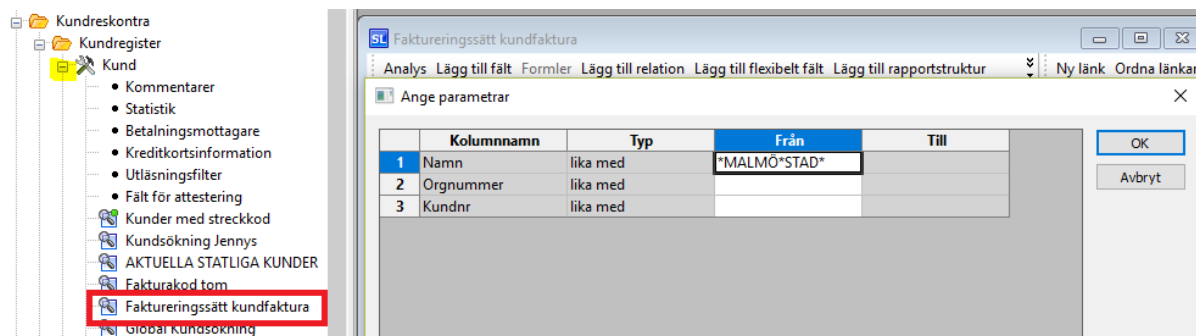 Kundreskontra
Kundregister
Kund
Kommentarer
Statistik
Betalningsmottagare
Kreditkortsinformation
Utläsningsfilter
Fält för attestering
Kunder med streckkod
Kundsökning Jennys
AKTUELLA STATLIGA KUNDER
Fakturakod tom
Faktureringssätt kundfaktura
Global Kundsökning
SL Faktureringssätt kundfaktura
Analys Lägg till fält Formler Lägg till relation Lägg till flexibelt fält Lägg till rapportstruktur Ny länk Ordna länkar
Ange parametrar
Kolumnnamn Typ Från Till
1 Namn lika med *MALMÖ*STAD*
2 Orgnummer lika med
3 Kundnr lika med
OK
Avbryt